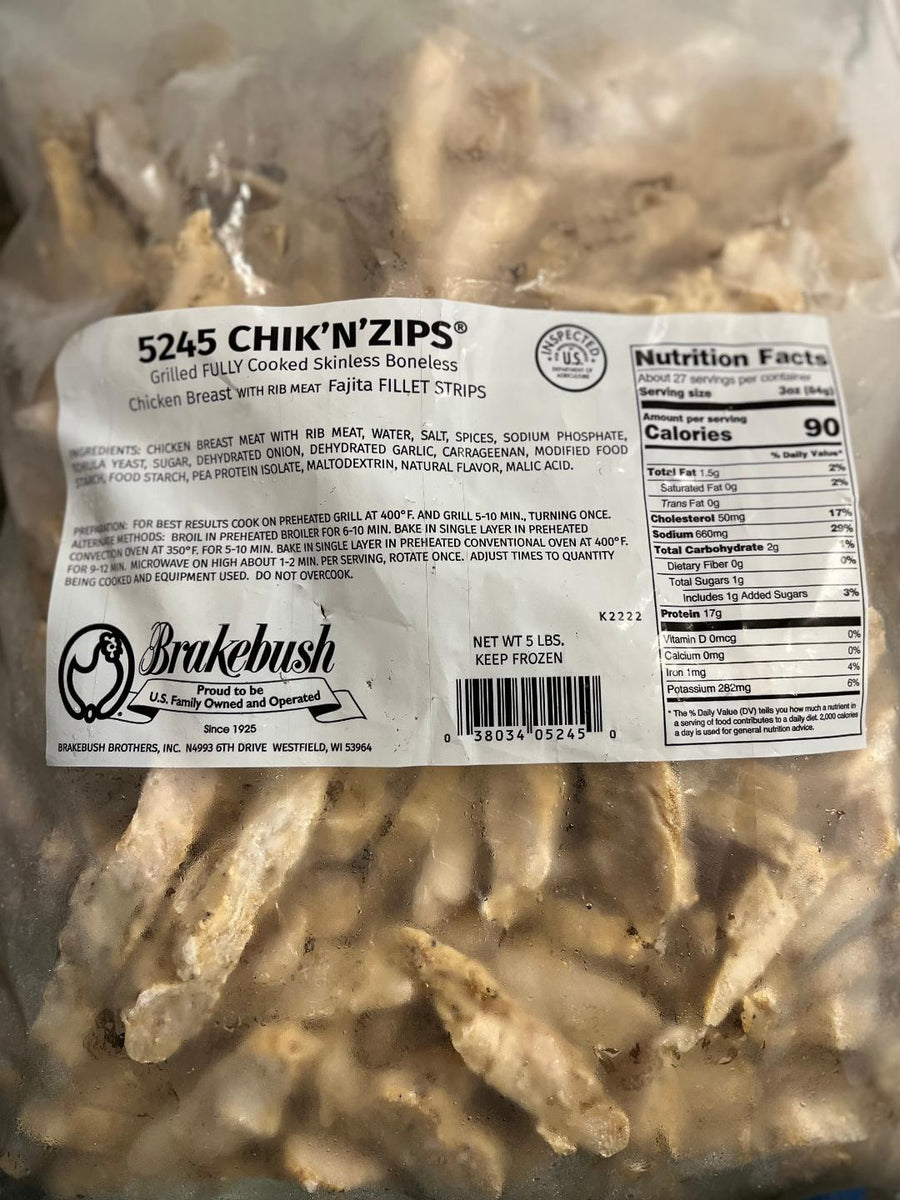 5245 CHIK'N'ZIPS®
Grilled FULLY Cooked Skinless Boneless
Chicken Breast WITH RIB MEAT Fajita FILLET STRIPS
INSPECTED
U.S.
DEPARTMENT OF
AGRICULTURE
INGREDIENTS: CHICKEN BREAST MEAT WITH RIB MEAT, WATER, SALT, SPICES, SODIUM PHOSPHATE,
TORULA YEAST, SUGAR, DEHYDRATED ONION, DEHYDRATED GARLIC, CARRAGEENAN, MODIFIED FOOD
STARCH, FOOD STARCH, PEA PROTEIN ISOLATE, MALTODEXTRIN, NATURAL FLAVOR, MALIC ACID.
PREPARATION: FOR BEST RESULTS COOK ON PREHEATED GRILL AT 400°F. AND GRILL 5-10 MIN., TURNING ONCE.
ALTERNATE METHODS: BROIL IN PREHEATED BROILER FOR 6-10 MIN. BAKE IN SINGLE LAYER IN PREHEATED
CONVECTION OVEN AT 350°F. FOR 5-10 MIN. BAKE IN SINGLE LAYER IN PREHEATED CONVENTIONAL OVEN AT 400°F.
FOR 9-12 MIN. MICROWAVE ON HIGH ABOUT 1-2 MIN. PER SERVING, ROTATE ONCE. ADJUST TIMES TO QUANTITY
BEING COOKED AND EQUIPMENT USED. DO NOT OVERCOOK.
K2222
Brakebush
Proud to be
U.S. Family Owned and Operated
Since 1925
BRAKEBUSH BROTHERS, INC. N4993 6TH DRIVE WESTFIELD, WI 53964
NET WT 5 LBS.
KEEP FROZEN
0 38034 05245 0
Nutrition Facts
About 27 servings per container
Serving size 3oz (84g)
Amount per serving
Calories 90
% Daily Value*
Total Fat 1.5g 2%
Saturated Fat 0g 2%
Trans Fat 0g
Cholesterol 50mg 17%
Sodium 660mg 29%
Total Carbohydrate 2g 1%
Dietary Fiber 0g 0%
Total Sugars 1g
Includes 1g Added Sugars 3%
Protein 17g
Vitamin D 0mcg 0%
Calcium 0mg 0%
Iron 1mg 4%
Potassium 282mg 6%
* The % Daily Value (DV) tells you how much a nutrient in
a serving of food contributes to a daily diet. 2,000 calories
a day is used for general nutrition advice.